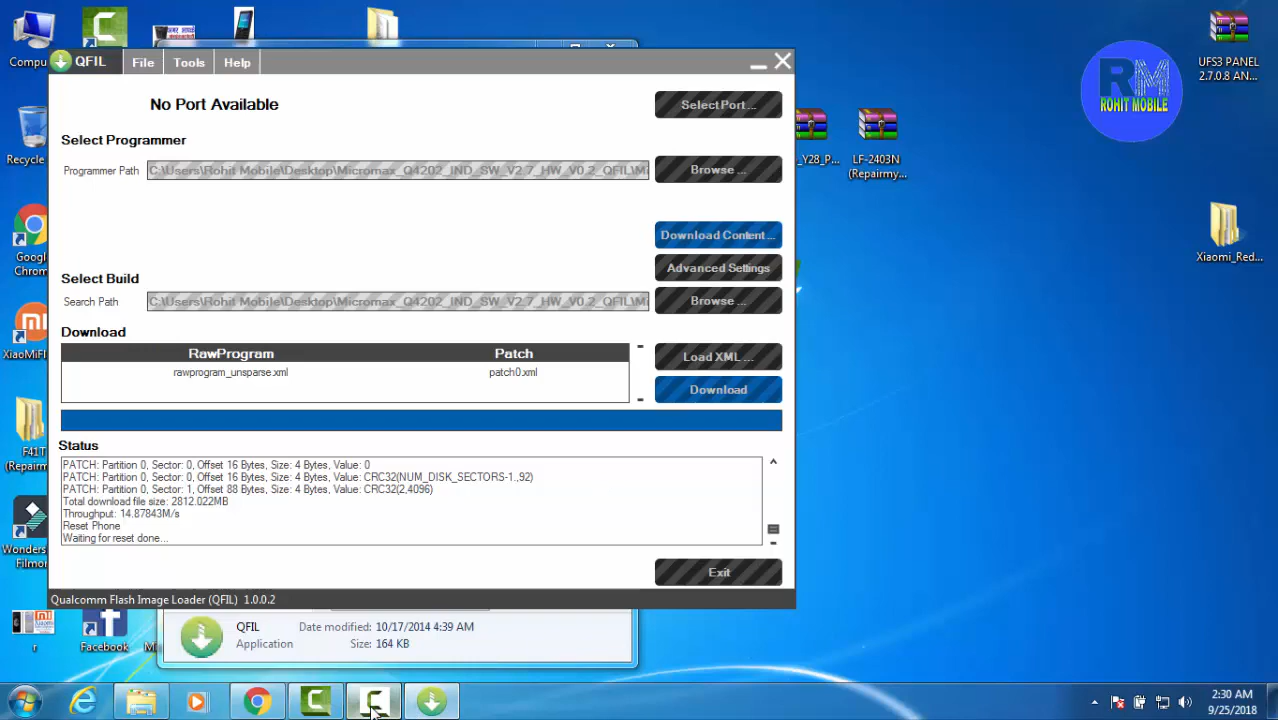 Compu
Recycle
Googl
Chrom
XiaoMiFl
F41T
(Repairm
Wonders
Filmor
r
Facebook
QFIL
File
Tools
Help
No Port Available
Select Port ...
Select Programmer
Programmer Path
C:\Users\Rohit Mobile\Desktop\Micromax_Q4202_IND_SW_V2.7_HW_V0.2_QFIL\Mi
Browse ...
Download Content ...
Advanced Settings
Select Build
Search Path
C:\Users\Rohit Mobile\Desktop\Micromax_Q4202_IND_SW_V2.7_HW_V0.2_QFIL\Mi
Browse ...
Download
RawProgram
Patch
rawprogram_unsparse.xml
patch0.xml
Load XML ...
Download
Status
PATCH: Partition 0, Sector: 0, Offset 16 Bytes, Size: 4 Bytes, Value: 0
PATCH: Partition 0, Sector: 0, Offset 16 Bytes, Size: 4 Bytes, Value: CRC32(NUM_DISK_SECTORS-1.,92)
PATCH: Partition 0, Sector: 1, Offset 88 Bytes, Size: 4 Bytes, Value: CRC32(2,4096)
Total download file size: 2812.022MB
Throughput: 14.87843M/s
Reset Phone
Waiting for reset done...
Exit
Qualcomm Flash Image Loader (QFIL) 1.0.0.2
QFIL
Application
Date modified: 10/17/2014 4:39 AM
Size: 164 KB
_Y28_P...
LF-2403N
(Repairmy...
RM
ROHIT MOBILE
UFS3 PANEL
2.7.0.8 AN...
Xiaomi_Red...
2:30 AM
9/25/2018